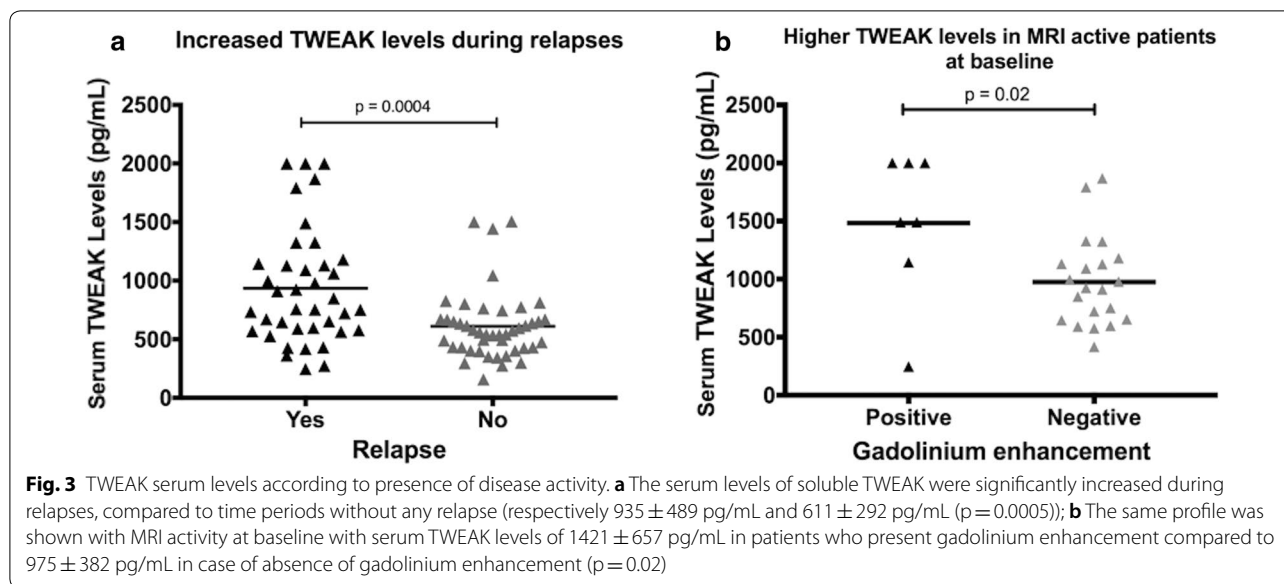 a
Increased TWEAK levels during relapses
p = 0.0004
Serum TWEAK Levels (pg/mL)
2500
2000
1500
1000
500
0
Yes
No
Relapse
b
Higher TWEAK levels in MRI active patients
at baseline
p = 0.02
Serum TWEAK Levels (pg/mL)
2500
2000
1500
1000
500
0
Positive
Negative
Gadolinium enhancement
Fig. 3 TWEAK serum levels according to presence of disease activity. a The serum levels of soluble TWEAK were significantly increased during
relapses, compared to time periods without any relapse (respectively 935 ± 489 pg/mL and 611 ± 292 pg/mL (p = 0.0005)); b The same profile was
shown with MRI activity at baseline with serum TWEAK levels of 1421 ± 657 pg/mL in patients who present gadolinium enhancement compared to
975 ± 382 pg/mL in case of absence of gadolinium enhancement (p = 0.02)